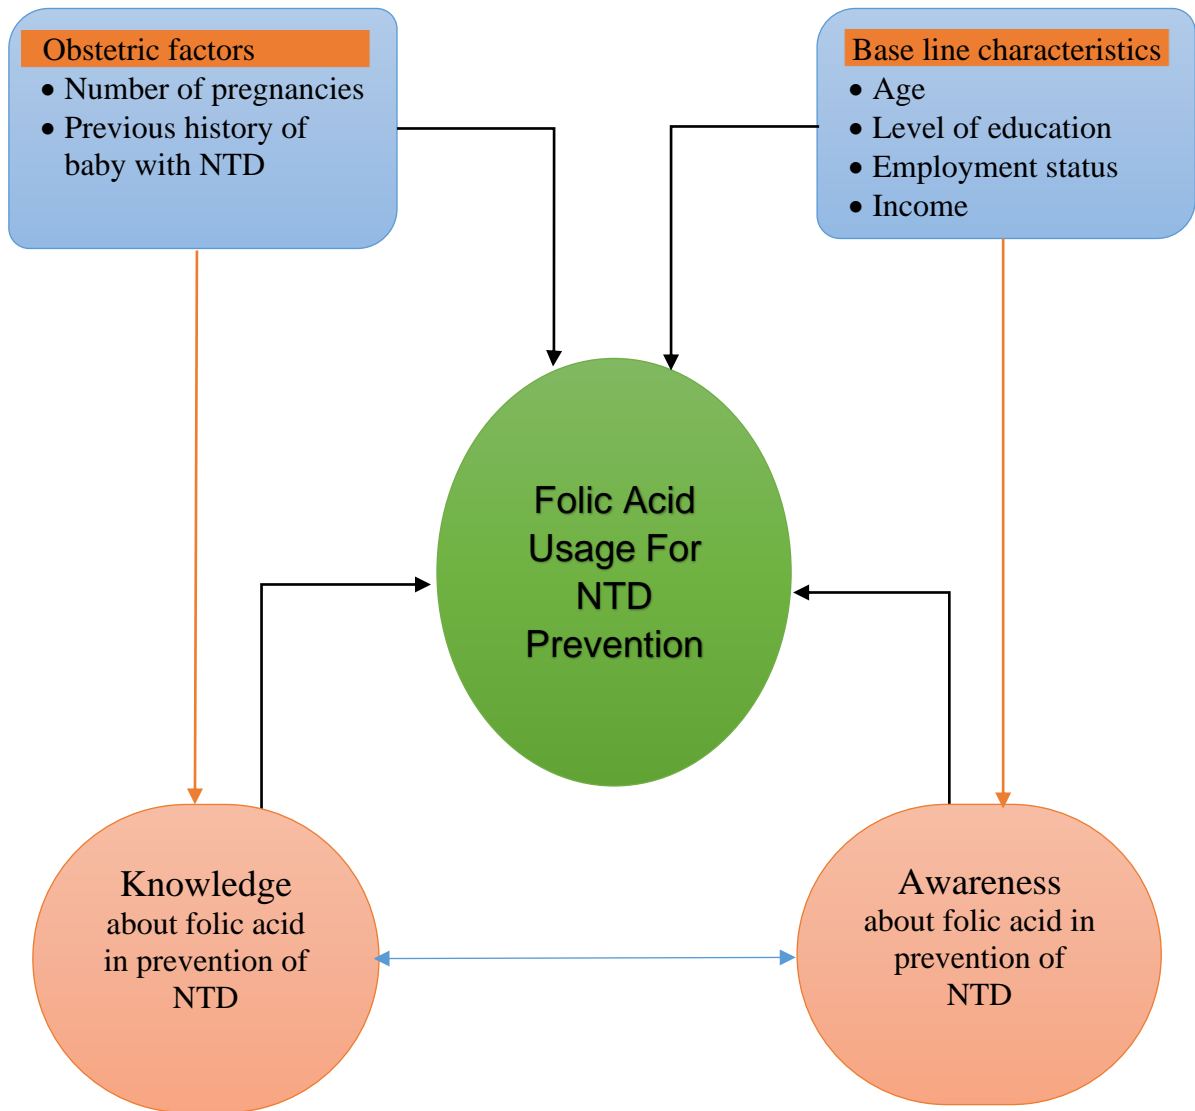 Obstetric factors
• Number of pregnancies
• Previous history of
baby with NTD
Base line characteristics
• Age
• Level of education
• Employment status
• Income
Folic Acid
Usage For
NTD
Prevention
Knowledge
about folic acid
in prevention of
NTD
Awareness
about folic acid in
prevention of
NTD